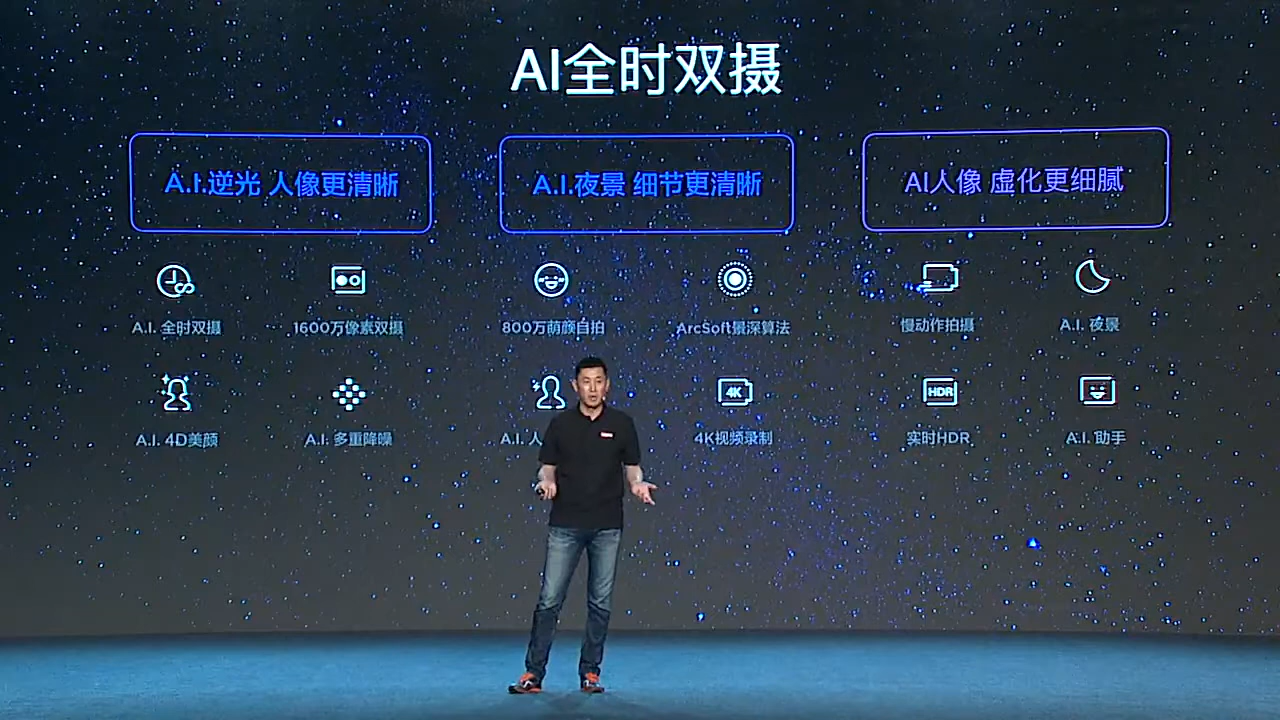 AI全时双摄
A.I.逆光 人像更清晰
A.I.夜景 细节更清晰
AI人像 虚化更细腻
A.I. 全时双摄
1600万像素双摄
800万萌颜自拍
ArcSoft景深算法
慢动作拍摄
A.I. 夜景
4K
HDR
A.I. 4D美颜
A.I. 多重降噪
A.I. 人
4K视频录制
实时HDR
A.I. 助手